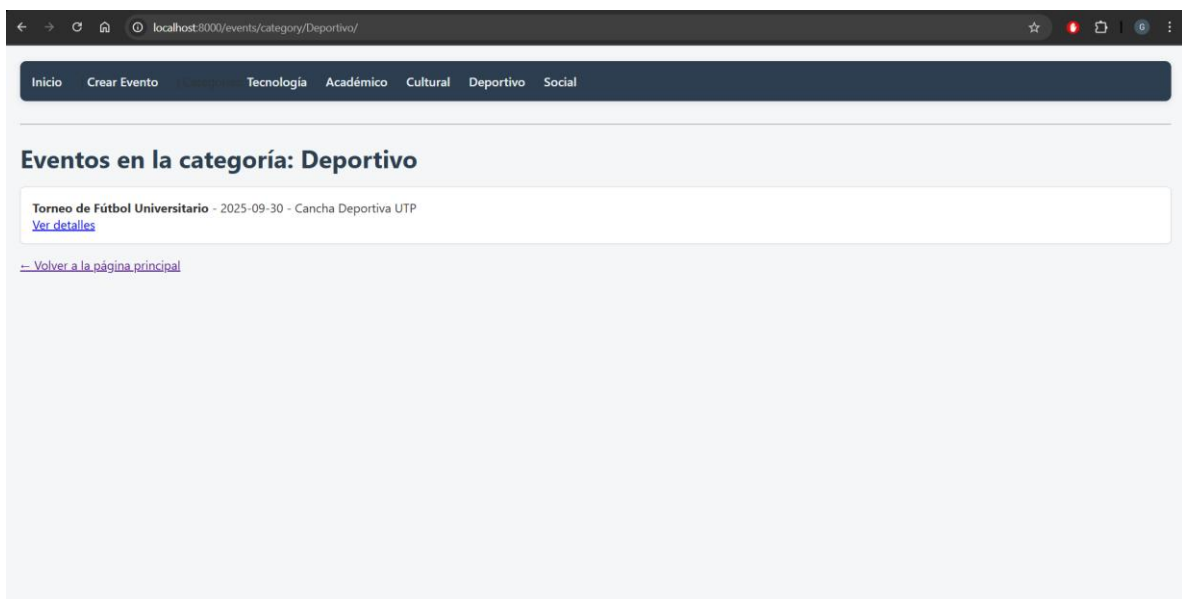 localhost:8000/events/category/Deportivo/
G
Inicio Crear Evento Tecnología Académico Cultural Deportivo Social
Eventos en la categoría: Deportivo
Torneo de Fútbol Universitario - 2025-09-30 - Cancha Deportiva UTP
Ver detalles
← Volver a la página principal